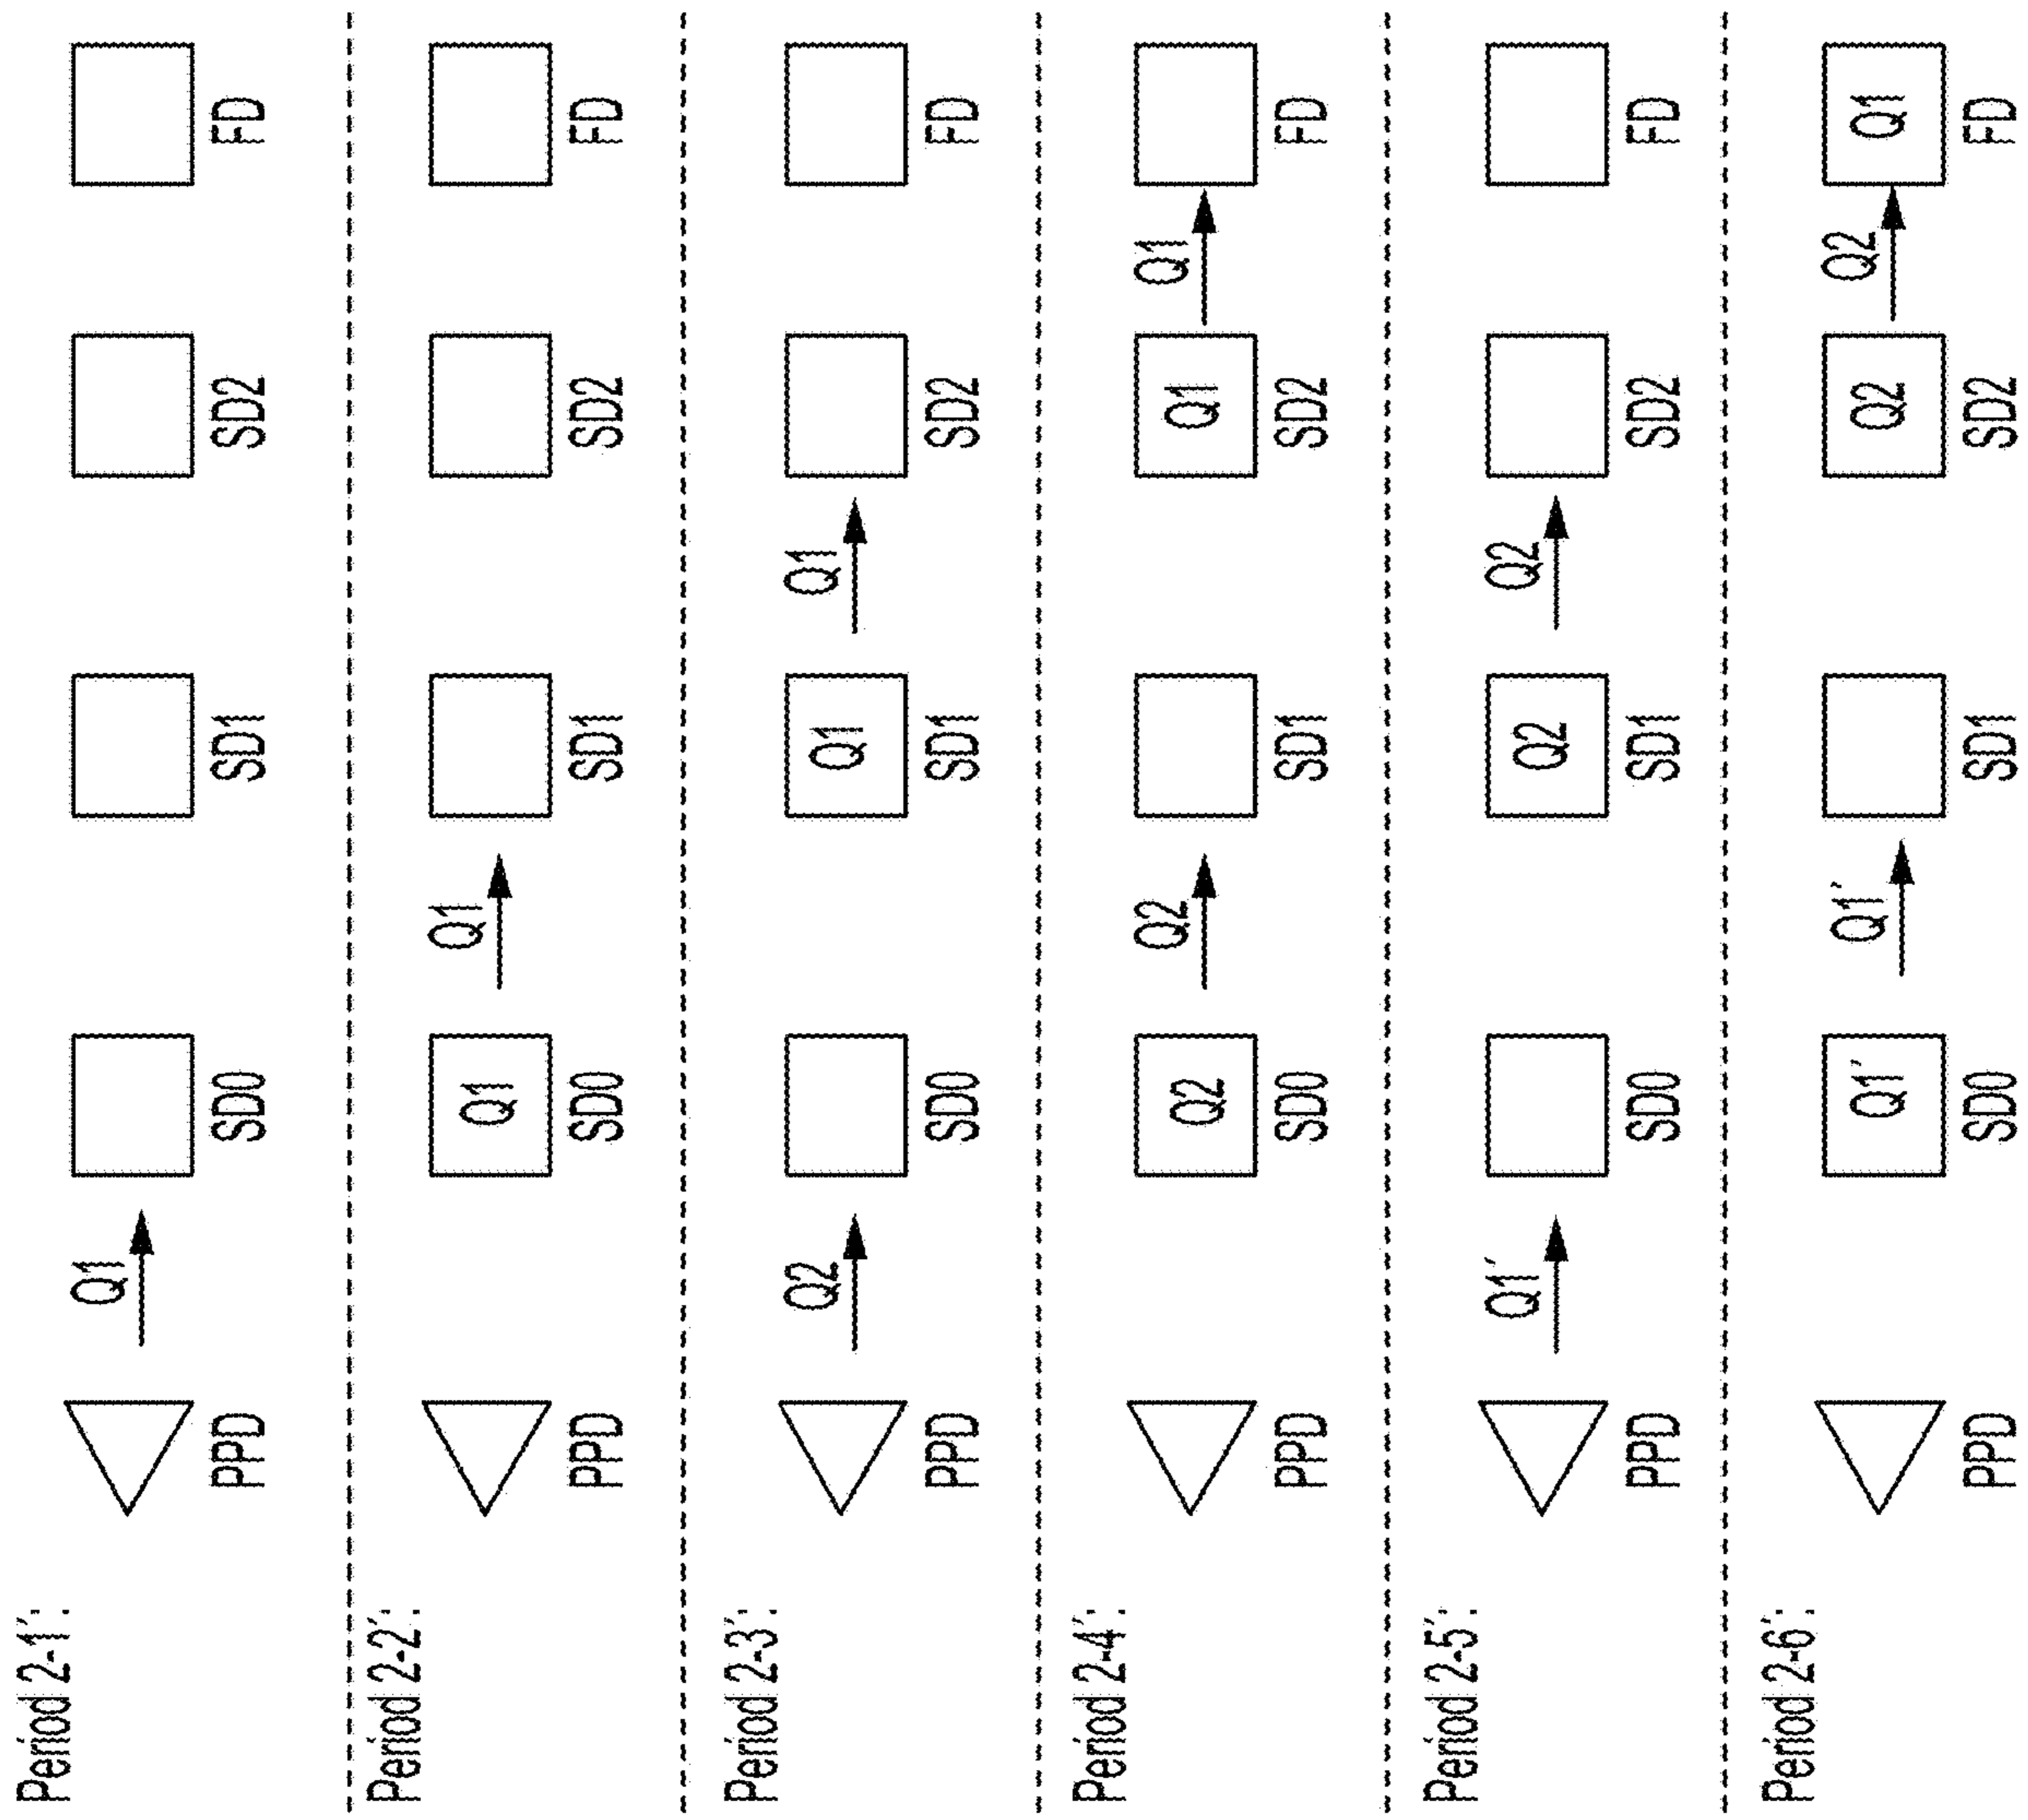 Period 2-1´:
Q1
PPD SD0 SD1 SD2 FD
Period 2-2´:
Q1
Q1
PPD SD0 SD1 SD2 FD
Period 2-3´:
Q2 Q1
Q1
PPD SD0 SD1 SD2 FD
Period 2-4´:
Q2 Q1
Q2 Q1
PPD SD0 SD1 SD2 FD
Period 2-5´:
Q1´ Q2
Q2
PPD SD0 SD1 SD2 FD
Period 2-6´:
Q1´ Q2
Q1´ Q2 Q1
PPD SD0 SD1 SD2 FD